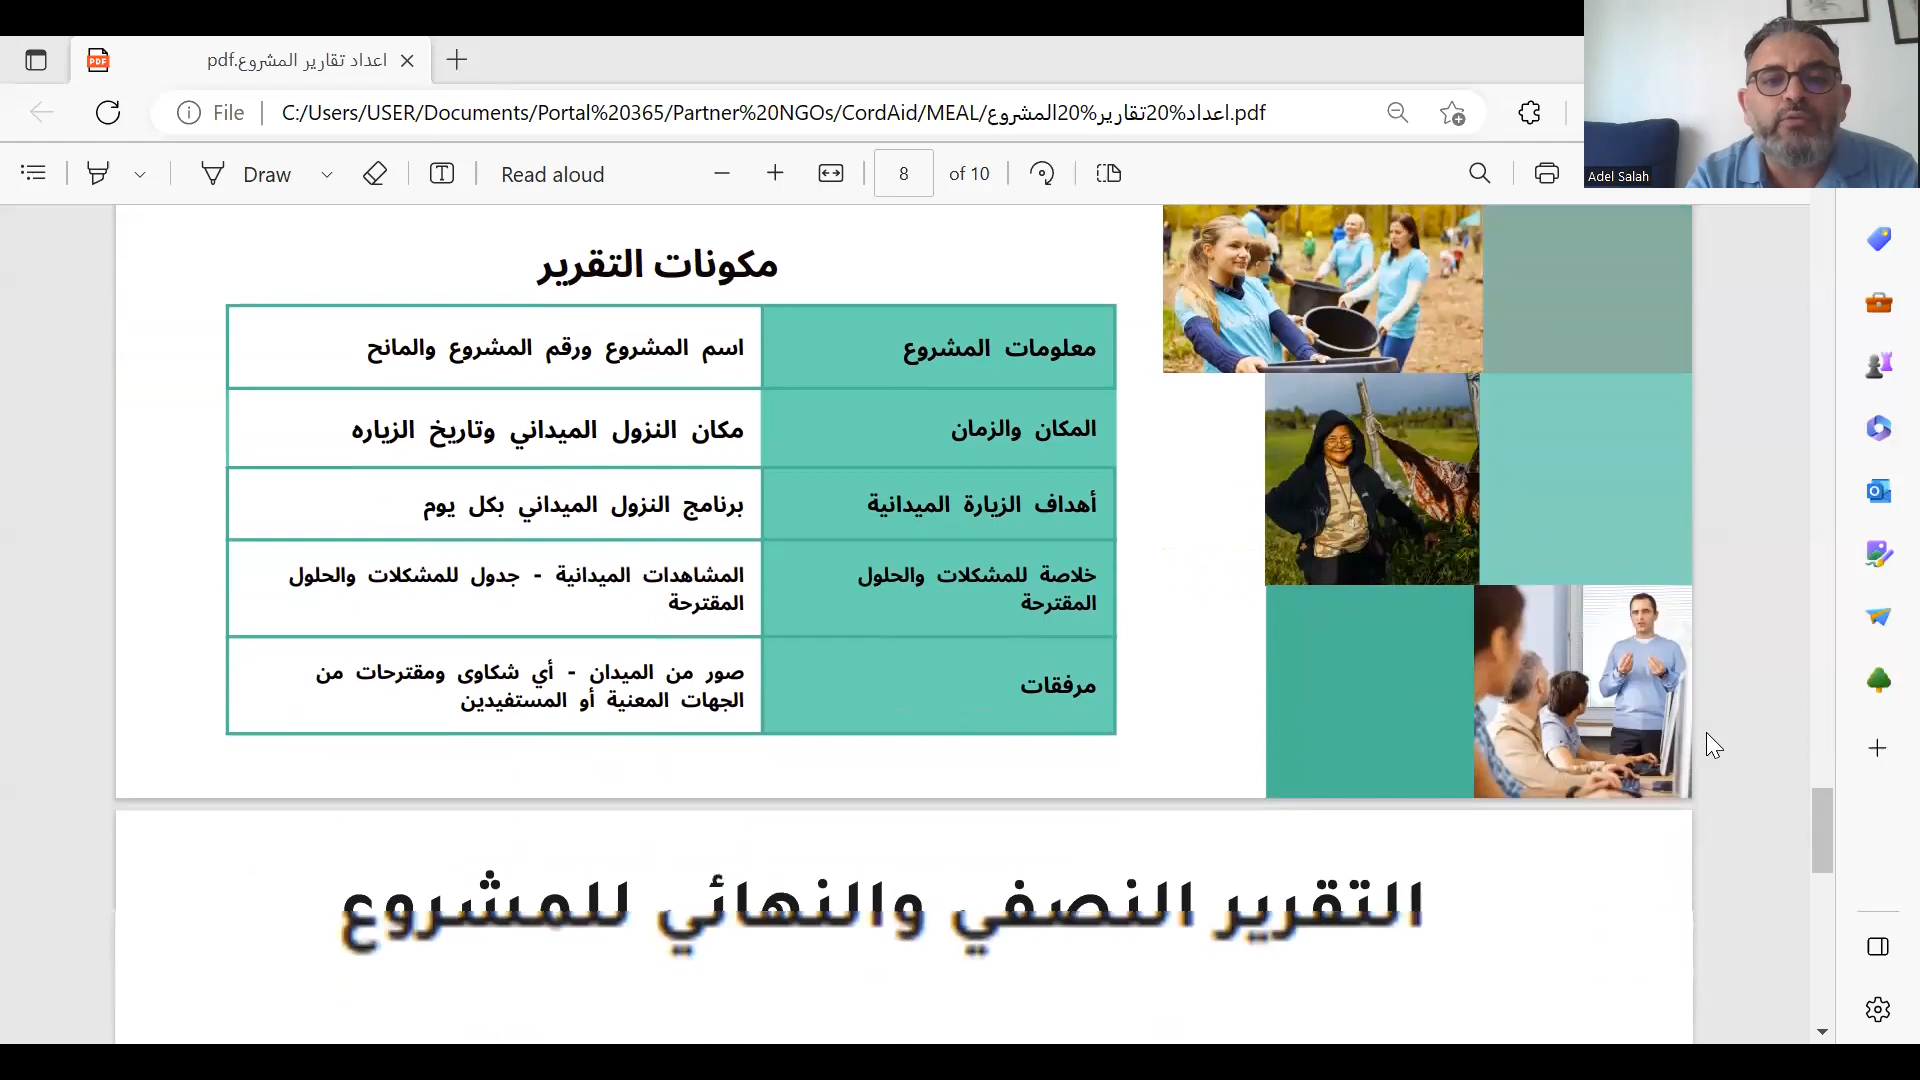 اعداد تقارير المشروع.pdf
File
C:/Users/USER/Documents/Portal%20365/Partner%20NGOs/CordAid/MEAL/اعداد%20تقارير%20المشروع.pdf
Draw
Read aloud
8
of 10
Adel Salah
مكونات التقرير
معلومات المشروع
اسم المشروع ورقم المشروع والمانح
المكان والزمان
مكان النزول الميداني وتاريخ الزياره
أهداف الزيارة الميدانية
برنامج النزول الميداني بكل يوم
خلاصة للمشكلات والحلول
المقترحة
المشاهدات الميدانية - جدول للمشكلات والحلول
المقترحة
مرفقات
صور من الميدان - أي شكاوى ومقترحات من
الجهات المعنية أو المستفيدين
التقرير النصفي والنهائي للمشروع